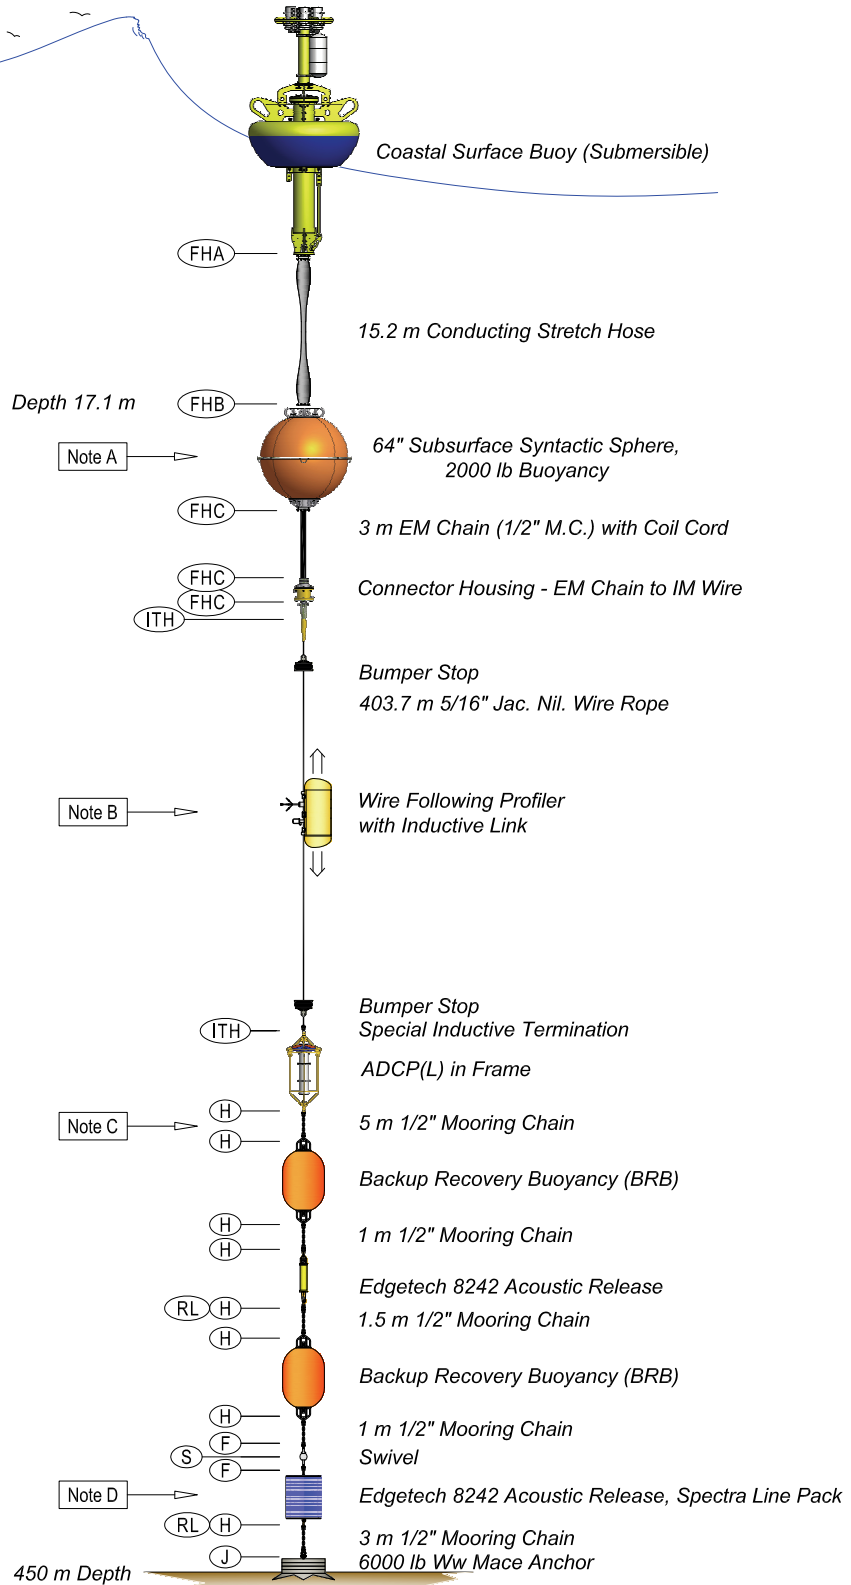 Coastal Surface Buoy (Submersible)
FHA
15.2 m Conducting Stretch Hose
Depth 17.1 m
FHB
Note A
64" Subsurface Syntactic Sphere,
2000 lb Buoyancy
FHC
3 m EM Chain (1/2" M.C.) with Coil Cord
FHC
Connector Housing - EM Chain to IM Wire
FHC
ITH
Bumper Stop
403.7 m 5/16" Jac. Nil. Wire Rope
Note B
Wire Following Profiler
with Inductive Link
Bumper Stop
ITH
Special Inductive Termination
ADCP(L) in Frame
H
Note C
5 m 1/2" Mooring Chain
H
Backup Recovery Buoyancy (BRB)
H
1 m 1/2" Mooring Chain
H
Edgetech 8242 Acoustic Release
RL H
1.5 m 1/2" Mooring Chain
H
Backup Recovery Buoyancy (BRB)
H
1 m 1/2" Mooring Chain
F
S
Swivel
F
Note D
Edgetech 8242 Acoustic Release, Spectra Line Pack
RL H
3 m 1/2" Mooring Chain
J
6000 lb Ww Mace Anchor
450 m Depth